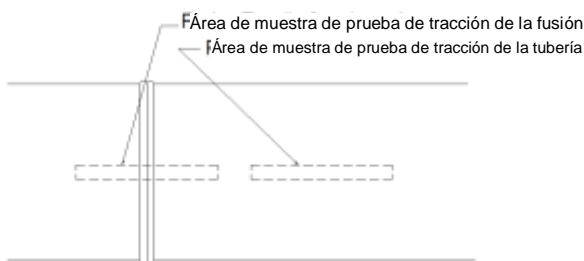 Área de muestra de prueba de tracción de la fusión
Área de muestra de prueba de tracción de la tubería